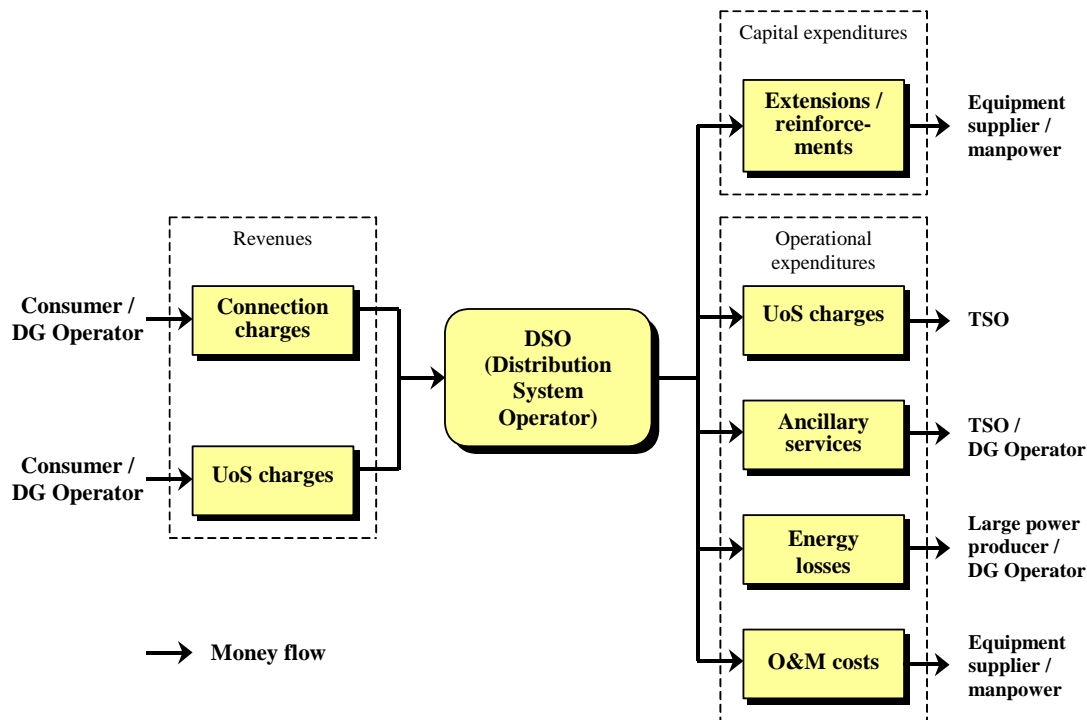 Capital expenditures
Extensions /
reinforce-
ments
Equipment
supplier /
manpower
Revenues
Consumer /
DG Operator
Connection
charges
Consumer /
DG Operator
UoS charges
DSO
(Distribution
System
Operator)
Operational
expenditures
UoS charges
TSO
Ancillary
services
TSO /
DG Operator
Energy
losses
Large power
producer /
DG Operator
O&M costs
Equipment
supplier /
manpower
Money flow